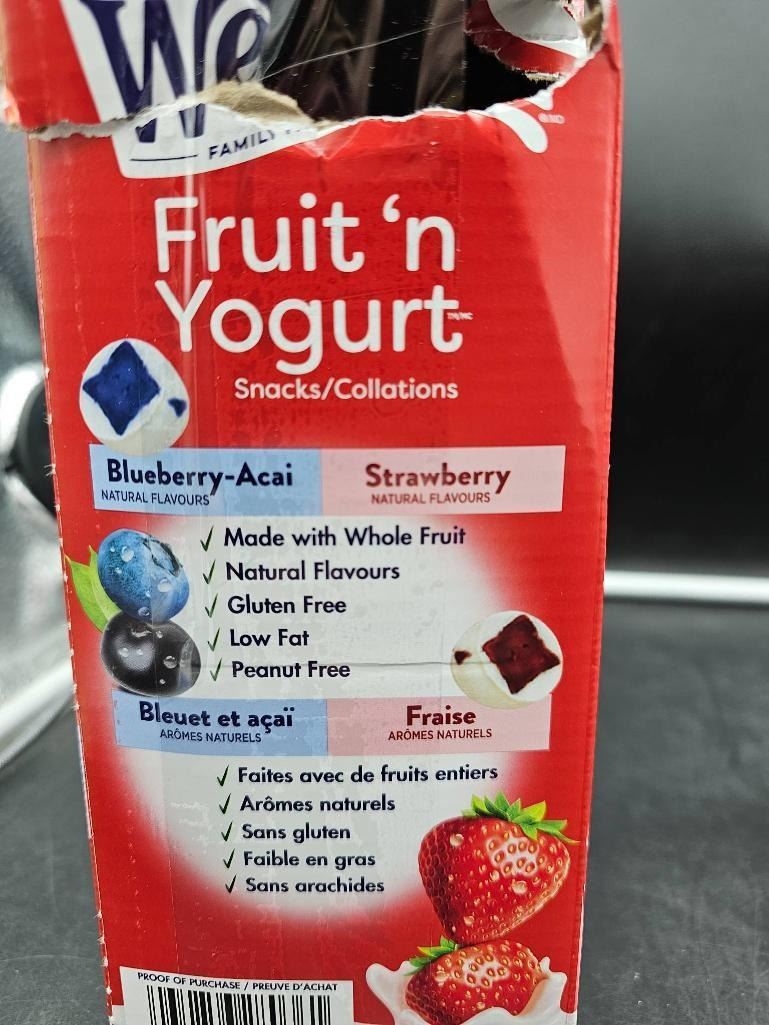 We
FAMILY
Fruit 'n
Yogurt
Snacks/Collations
Blueberry-Acai
NATURAL FLAVOURS
Strawberry
NATURAL FLAVOURS
✓ Made with Whole Fruit
✓ Natural Flavours
✓ Gluten Free
✓ Low Fat
✓ Peanut Free
Bleuet et açaï
ARÔMES NATURELS
Fraise
ARÔMES NATURELS
✓ Faites avec de fruits entiers
✓ Arômes naturels
✓ Sans gluten
✓ Faible en gras
✓ Sans arachides
PROOF OF PURCHASE / PREUVE D'ACHAT